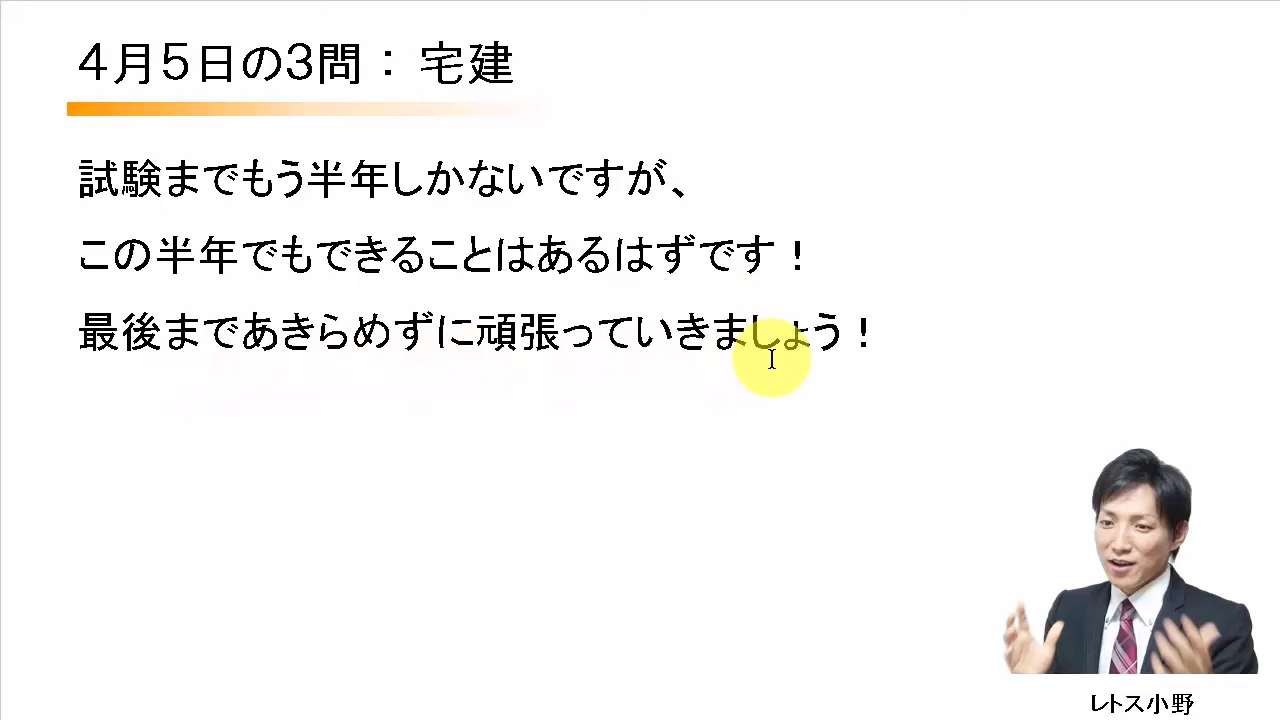 ４月５日の３問：宅建
試験までもう半年しかないですが、
この半年でもできることはあるはずです！
最後まであきらめずに頑張っていきましょう！
レトス小野